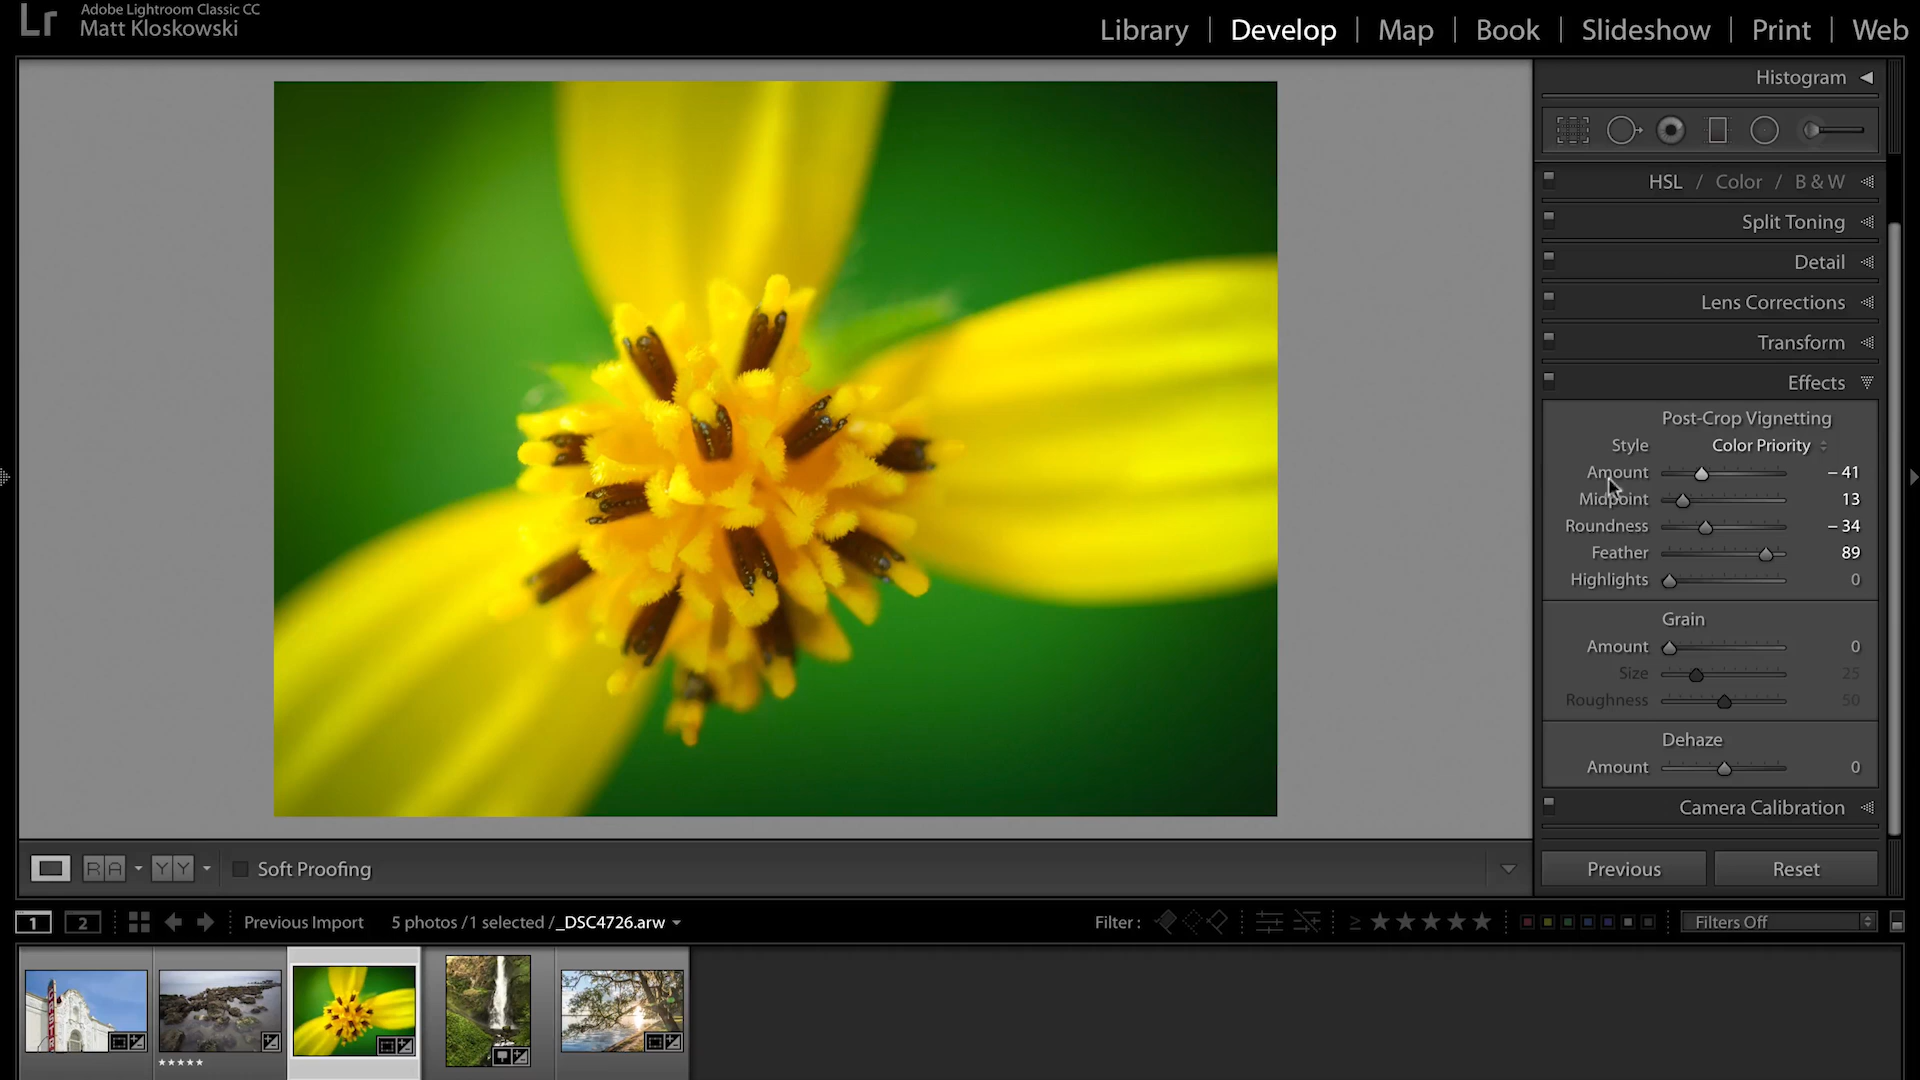 Lr
Adobe Lightroom Classic CC
Matt Kloskowski
Library | Develop | Map | Book | Slideshow | Print | Web
Histogram
HSL / Color / B & W
Split Toning
Detail
Lens Corrections
Transform
Effects
Post-Crop Vignetting
Style Color Priority
Amount – 41
Midpoint 13
Roundness – 34
Feather 89
Highlights 0
Grain
Amount 0
Size 25
Roughness 50
Dehaze
Amount 0
Camera Calibration
R A Y Y Soft Proofing
Previous Reset
1 2 Previous Import 5 photos /1 selected /_DSC4726.arw Filter : ≥ ★★★★★ Filters Off
CASTRO
★★★★★